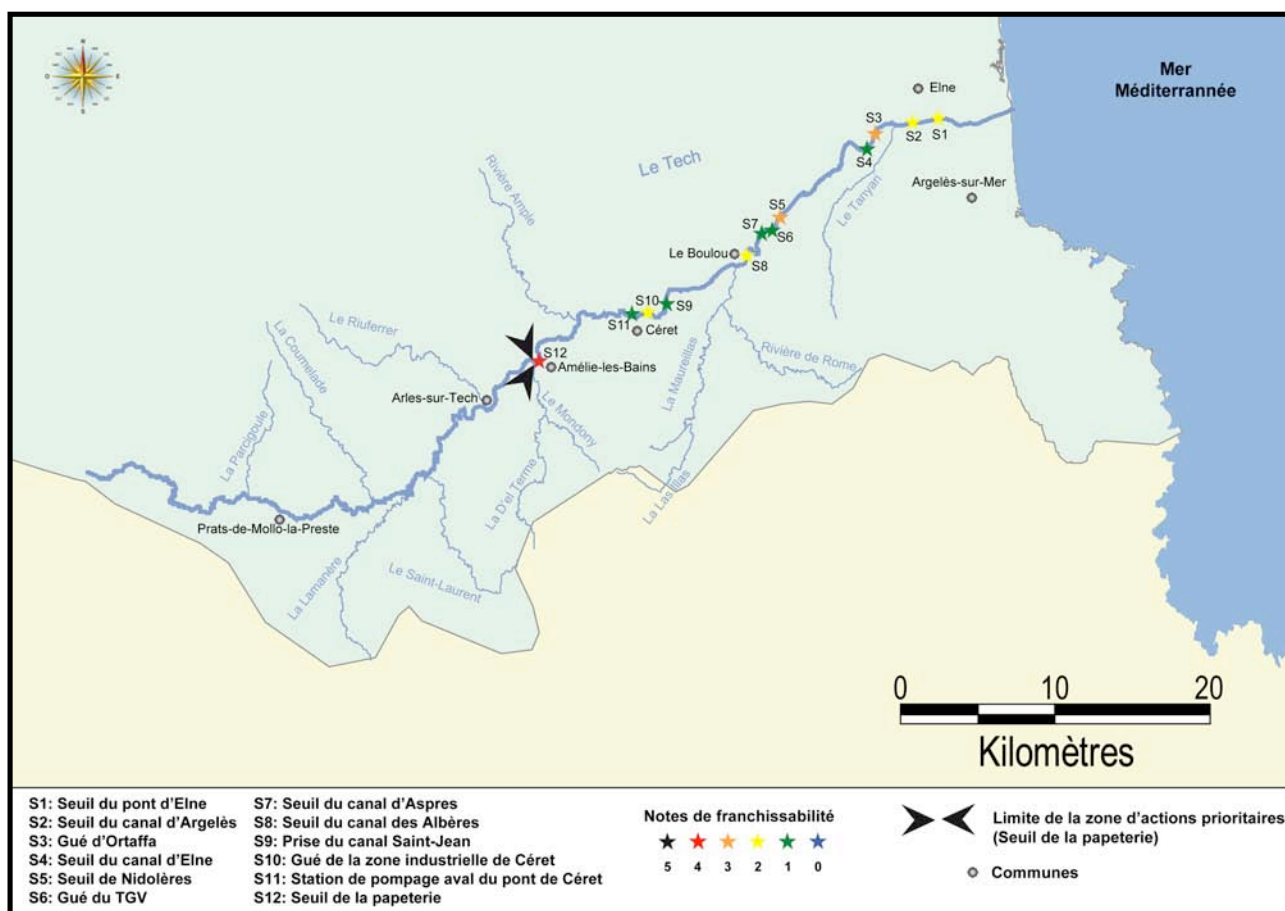 Mer
Méditerrannée
Elne
S3
S2
S1
S4
Le Tech
Rivière Ample
Le Tanyan
Argelès-sur-Mer
S5
S7
S6
Le Boulou
S8
S10
S9
S11
Céret
Le Riuferrer
La Coumelade
S12
Amélie-les-Bains
La Maureillas
Rivière de Rome
Arles-sur-Tech
Le Mondony
La Parcigoule
La D'el Terme
La Lasillas
Prats-de-Mollo-la-Preste
La Lamanère
Le Saint-Laurent
0 10 20
Kilomètres
S1: Seuil du pont d'Elne
S2: Seuil du canal d'Argelès
S3: Gué d'Ortaffa
S4: Seuil du canal d'Elne
S5: Seuil de Nidolères
S6: Gué du TGV
S7: Seuil du canal d'Aspres
S8: Seuil du canal des Albères
S9: Prise du canal Saint-Jean
S10: Gué de la zone industrielle de Céret
S11: Station de pompage aval du pont de Céret
S12: Seuil de la papeterie
Notes de franchissabilité
5 4 3 2 1 0
Limite de la zone d'actions prioritaires
(Seuil de la papeterie)
Communes